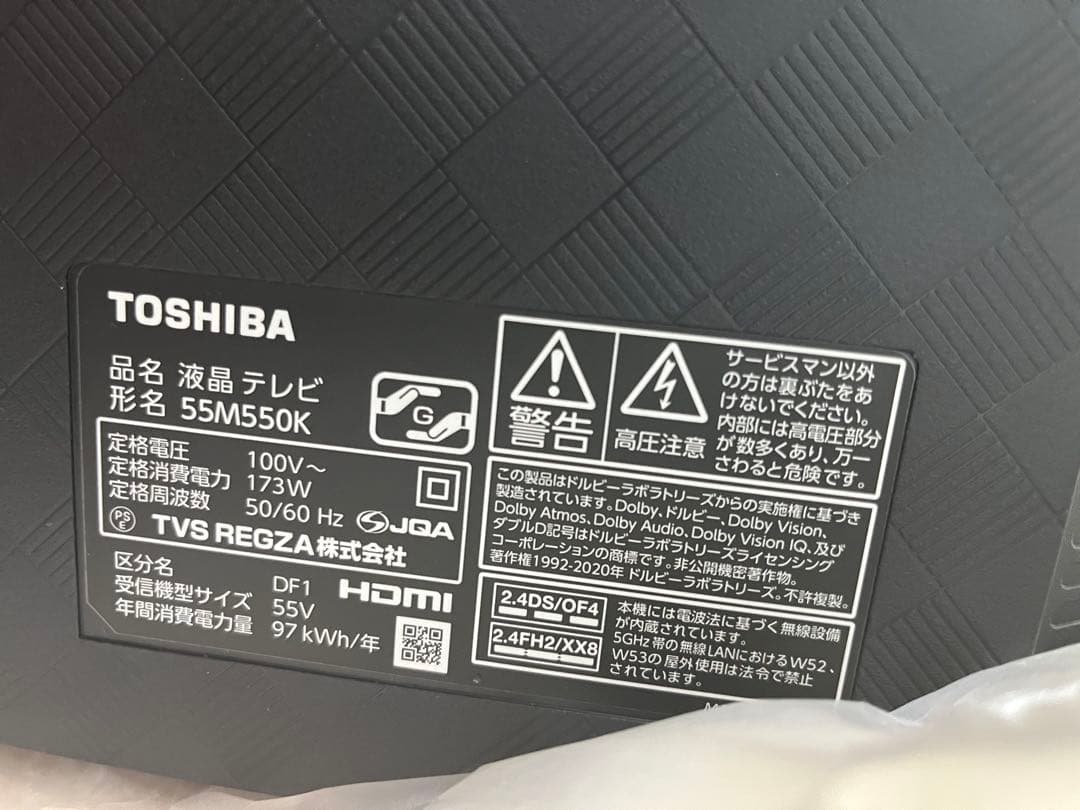 TOSHIBA
品名 液晶テレビ
形名 55M550K
G
定格電圧 100V～
定格消費電力 173W
定格周波数 50/60 Hz
PS
E
JQA
TVS REGZA株式会社
区分名 DF1
受信機型サイズ 55V
年間消費電力量 97 kWh/年
HDMI
警告
高圧注意
サービスマン以外
の方は裏ぶたをあ
けないでください。
内部には高電圧部分
が数多くあり、万一
さわると危険です。
この製品はドルビーラボラトリーズからの実施権に基づき
製造されています。Dolby、ドルビー、Dolby Vision、
Dolby Atmos、Dolby Audio、Dolby Vision IQ、及び
ダブルD記号はドルビーラボラトリーズライセンシング
コーポレーションの商標です。非公開機密著作物。
著作権1992-2020年 ドルビーラボラトリーズ。不許複製。
2.4DS/OF4
2.4FH2/XX8
本機には電波法に基づく無線設備
が内蔵されています。
5GHz 帯の無線LANにおけるW52、
W53の屋外使用は法令で禁止
されています。